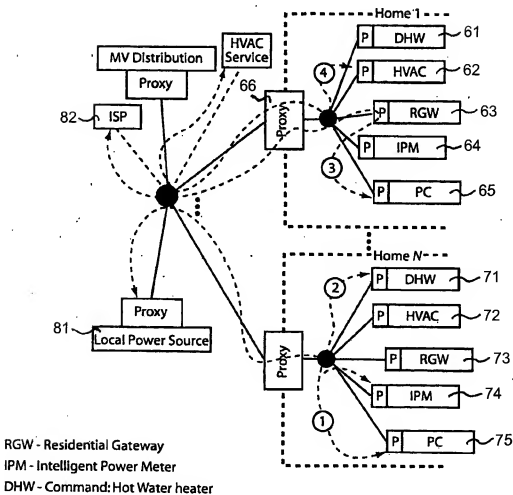 Home 1
HVAC
Service
MV Distribution
Proxy
82
ISP
66
Proxy
P DHW 61
4
P HVAC 62
P RGW 63
P IPM 64
3
P PC 65
Home N
2
P DHW 71
P HVAC 72
Proxy
P RGW 73
P IPM 74
1
P PC 75
81
Proxy
Local Power Source
RGW - Residential Gateway
IPM - Intelligent Power Meter
DHW - Command: Hot Water heater